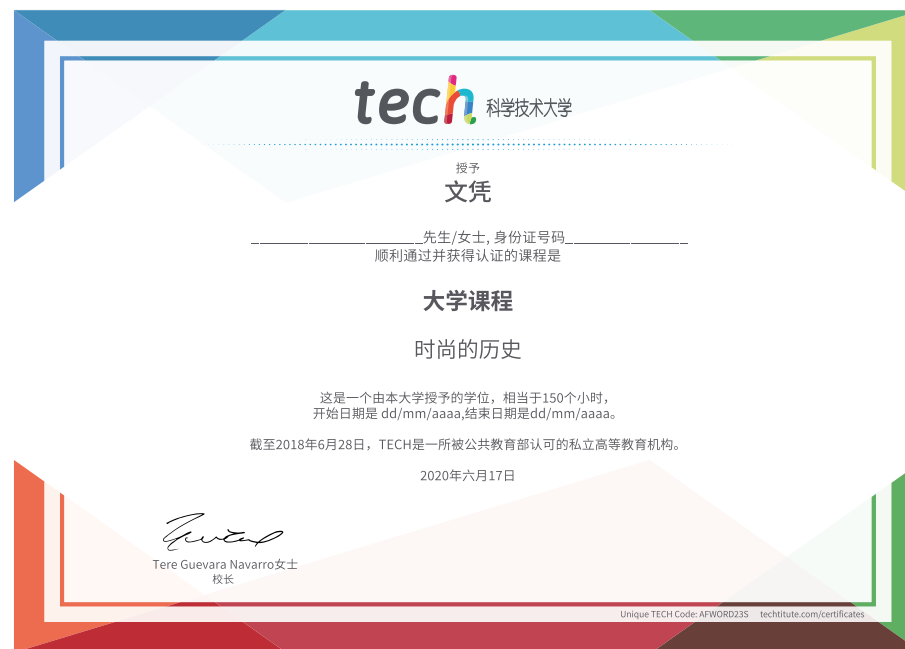 tech 科学技术大学
授予
文凭
______________________先生/女士, 身份证号码________________
顺利通过并获得认证的课程是
大学课程
时尚的历史
这是一个由本大学授予的学位，相当于150个小时，
开始日期是 dd/mm/aaaa,结束日期是dd/mm/aaaa。
截至2018年6月28日，TECH是一所被公共教育部认可的私立高等教育机构。
2020年六月17日
Tere Guevara Navarro女士
校长
Unique TECH Code: AFWORD23S techtitute.com/certificates